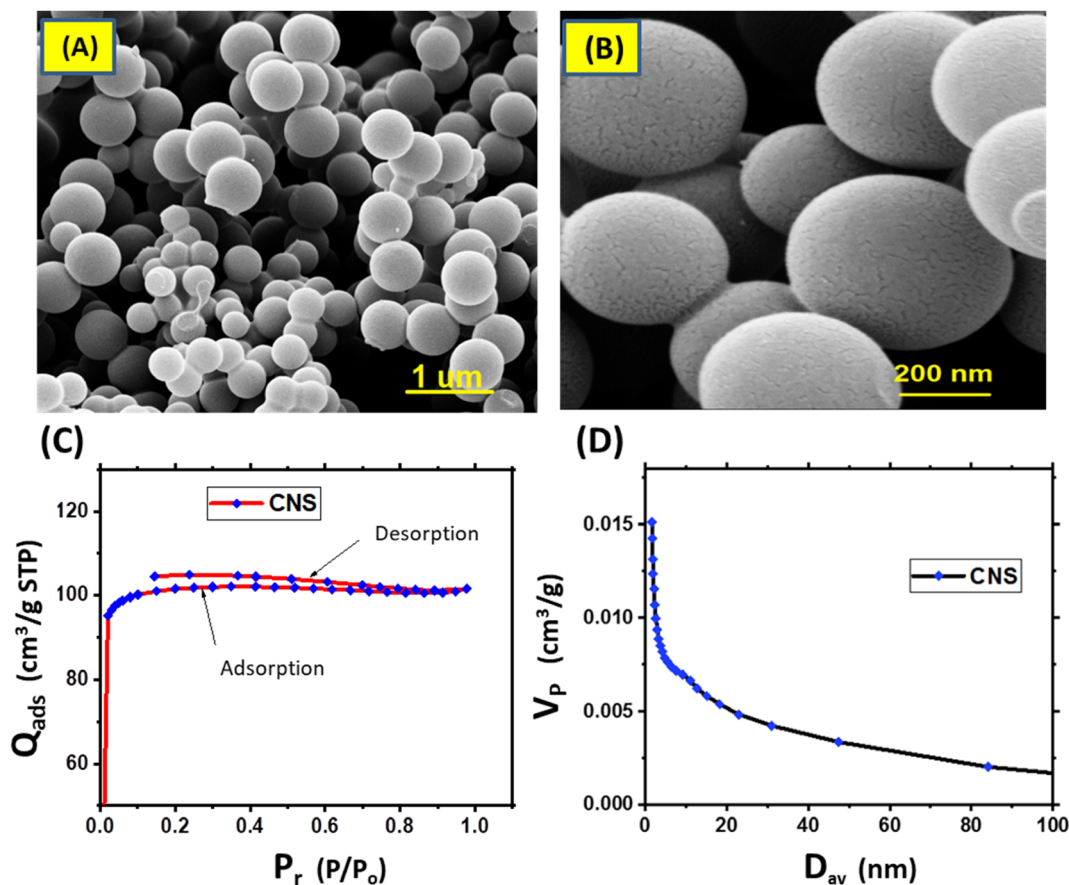 (A)
1 um
(B)
200 nm
(C)
120
100
80
60
Q_ads (cm³/g STP)
CNS
Desorption
Adsorption
0.0 0.2 0.4 0.6 0.8 1.0
P_r (P/P_o)
(D)
0.015
0.010
0.005
0.000
V_P (cm³/g)
CNS
0 20 40 60 80 100
D_av (nm)